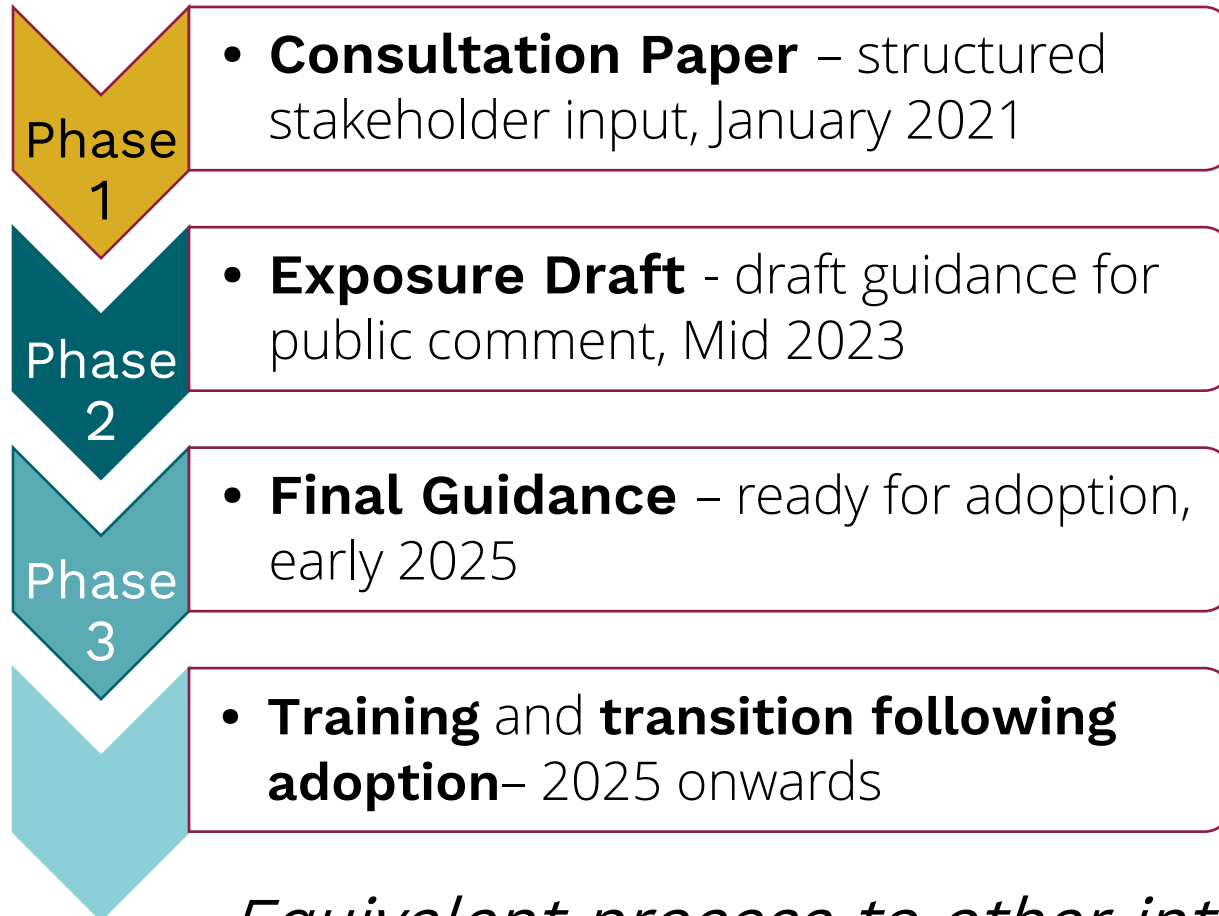 Phase
1
• Consultation Paper – structured
stakeholder input, January 2021
Phase
2
• Exposure Draft - draft guidance for
public comment, Mid 2023
Phase
3
• Final Guidance – ready for adoption,
early 2025
• Training and transition following
adoption– 2025 onwards
Equivalent process to other int